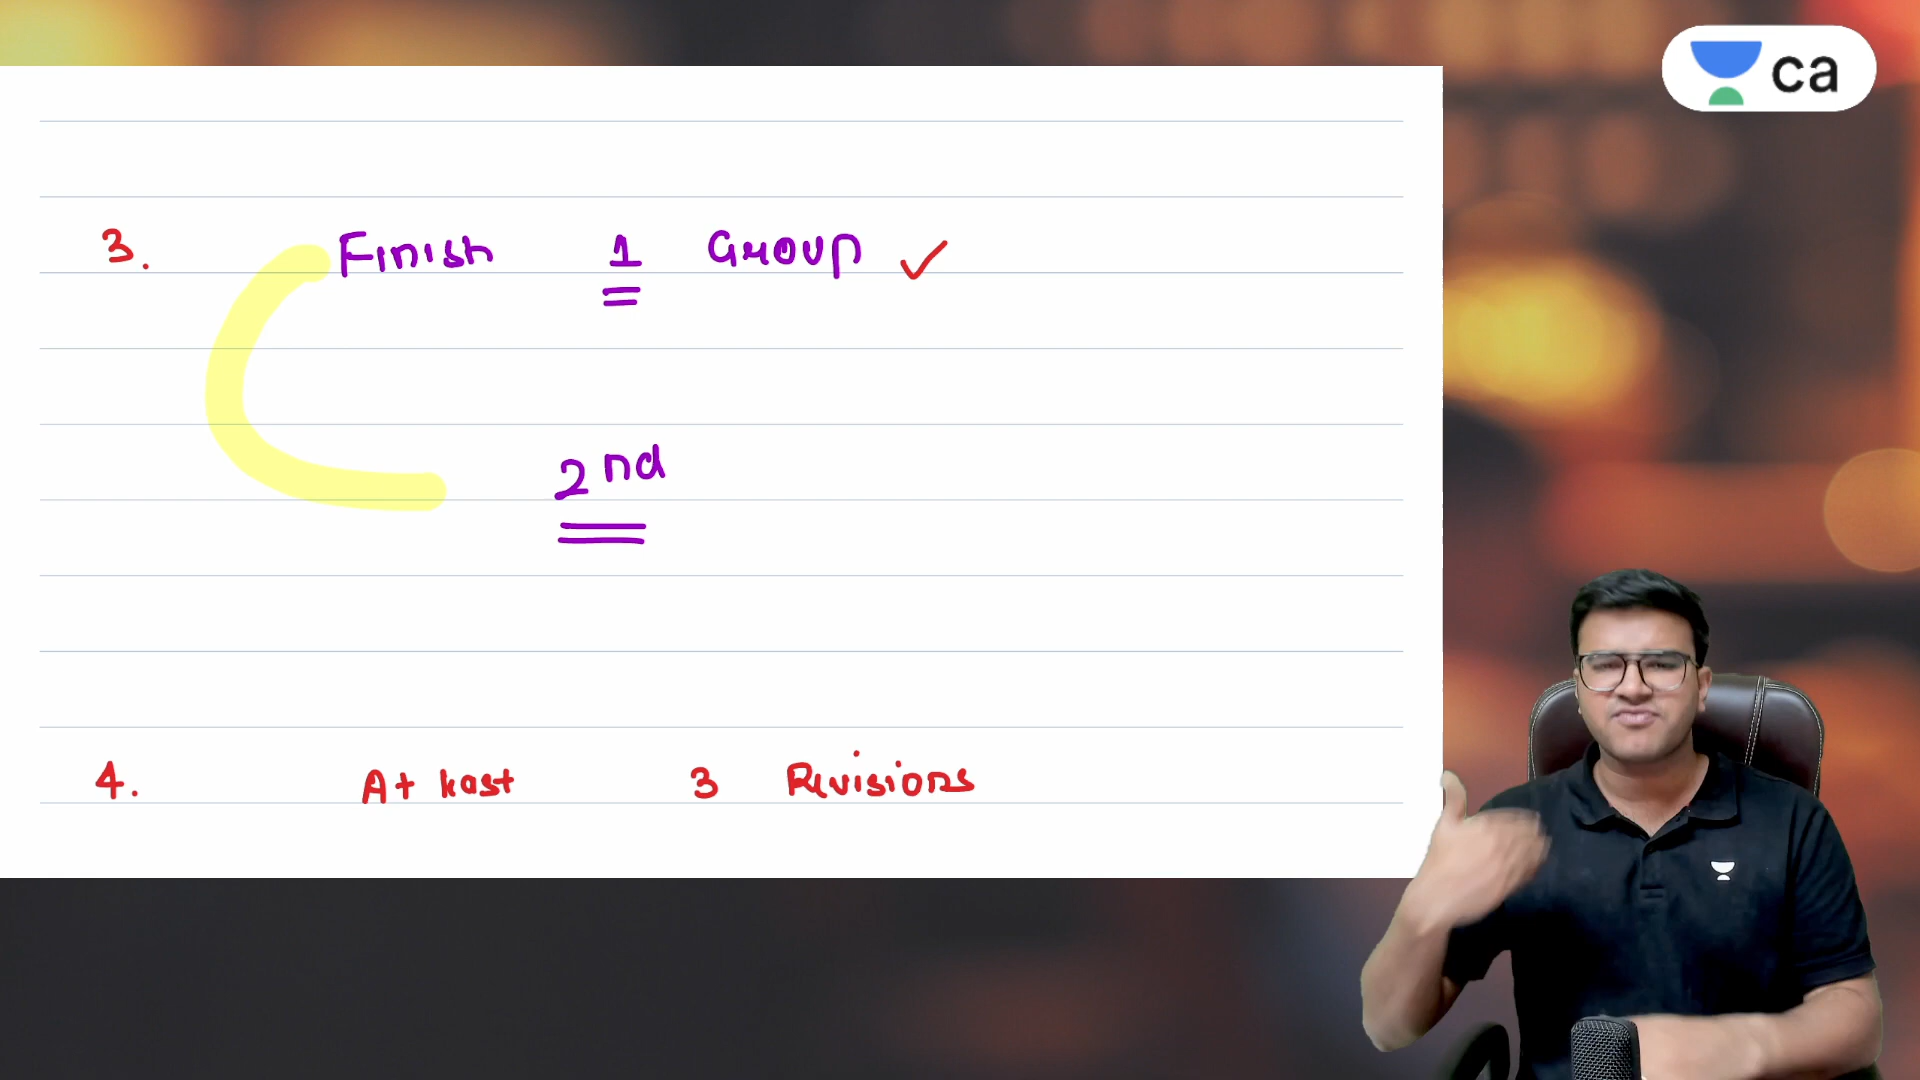 ca
3. Finish 1 Group ✓
2nd
4. At least 3 Revisions